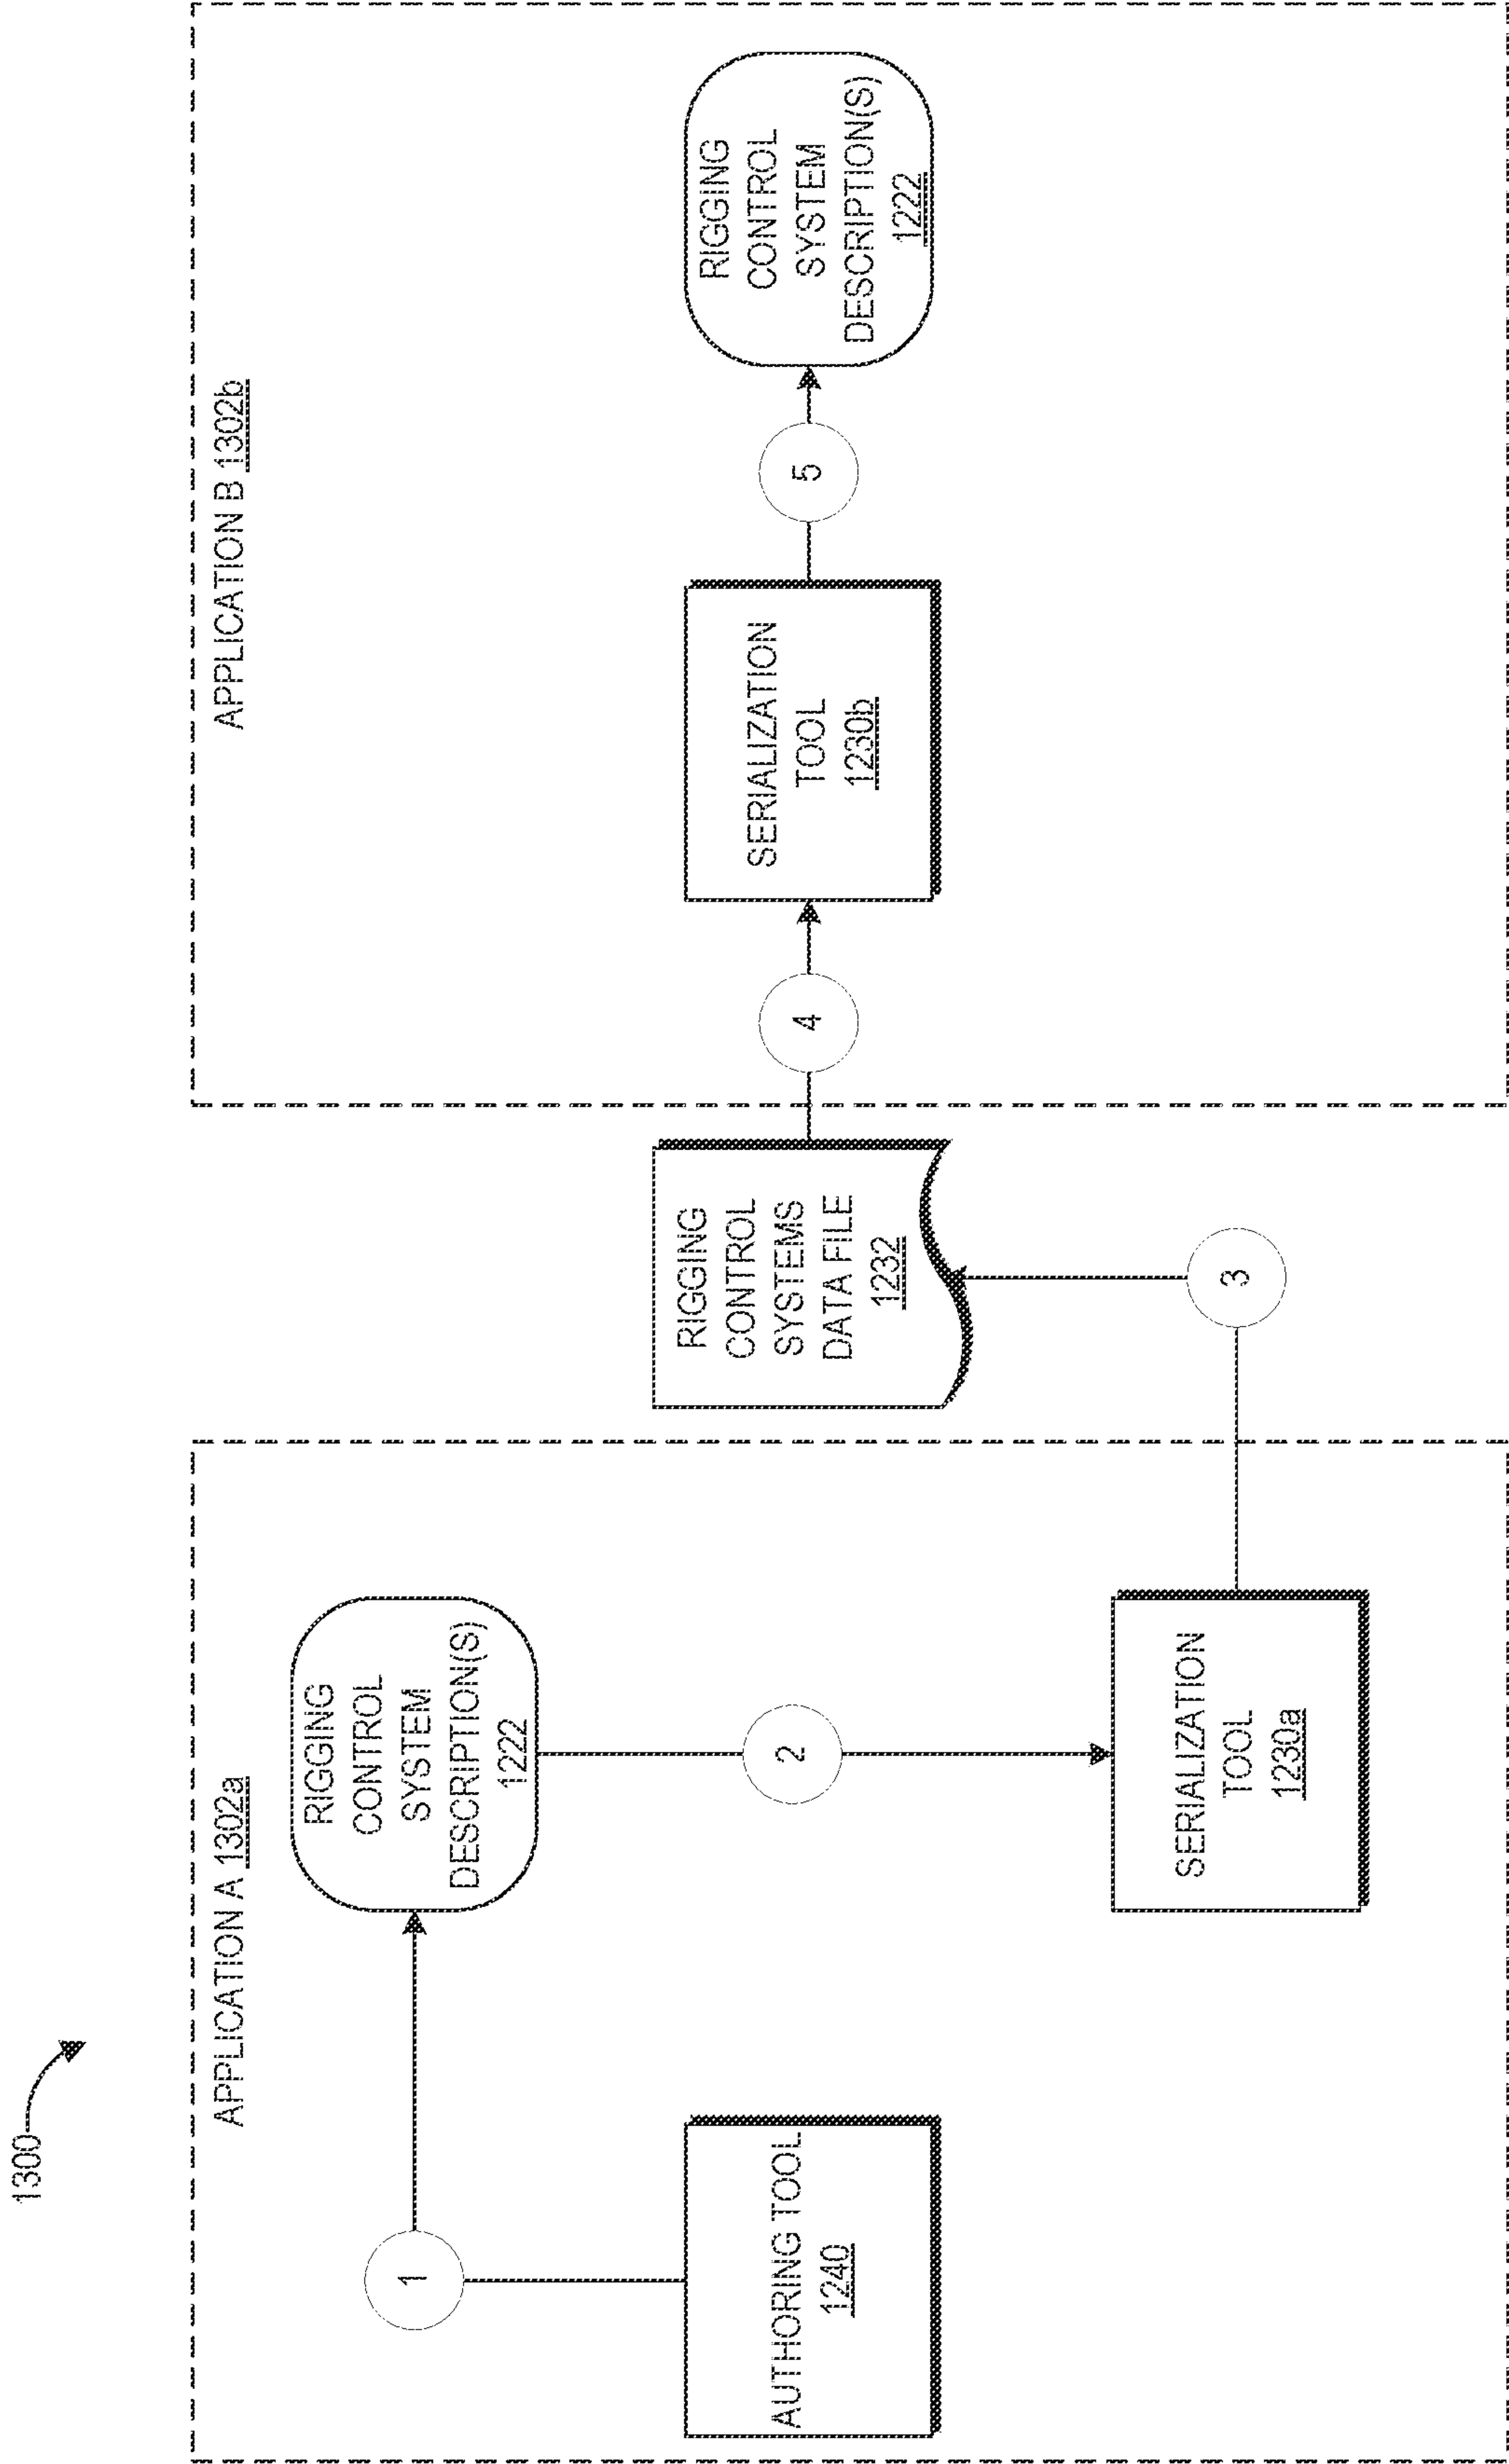 1300
APPLICATION A 1302a
1
RIGGING
CONTROL
SYSTEM
DESCRIPTION(S)
1222
AUTHORING TOOL
1240
2
SERIALIZATION
TOOL
1230a
3
RIGGING
CONTROL
SYSTEMS
DATA FILE
1232
APPLICATION B 1302b
4
SERIALIZATION
TOOL
1230b
5
RIGGING
CONTROL
SYSTEM
DESCRIPTION(S)
1222